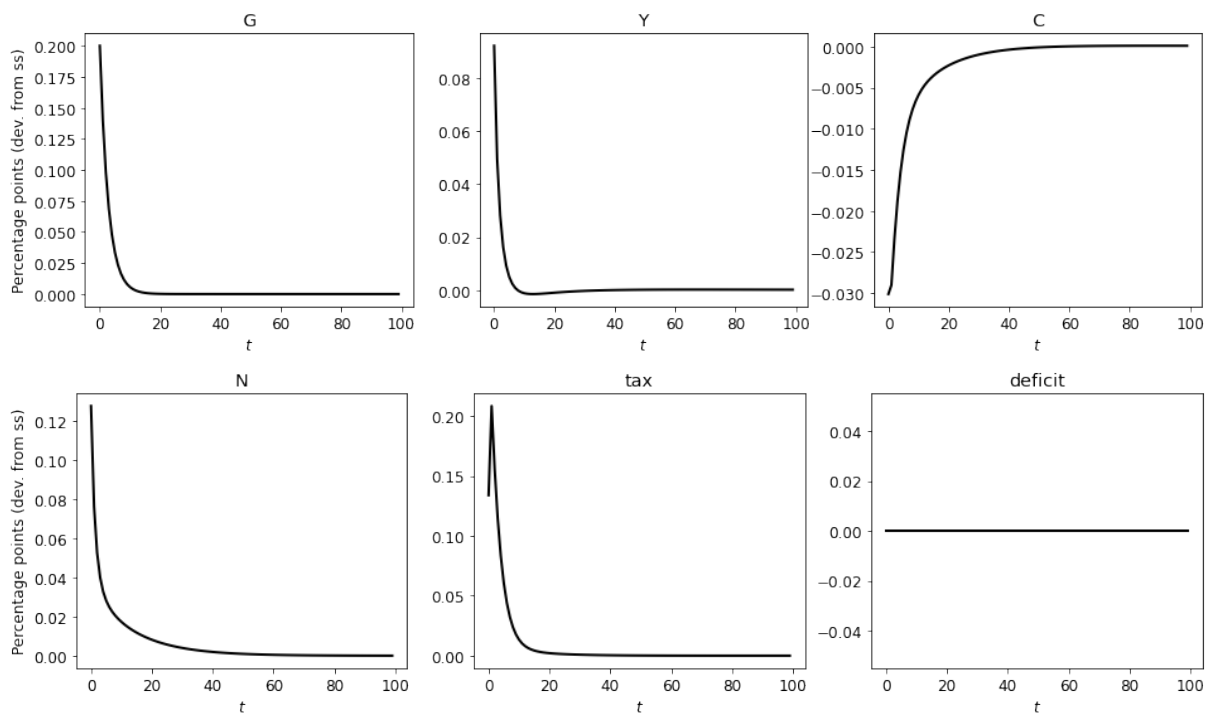 G
Percentage points (dev. from ss)
0.200
0.175
0.150
0.125
0.100
0.075
0.050
0.025
0.000
0 20 40 60 80 100
t
Y
0.08
0.06
0.04
0.02
0.00
0 20 40 60 80 100
t
C
0.000
−0.005
−0.010
−0.015
−0.020
−0.025
−0.030
0 20 40 60 80 100
t
N
Percentage points (dev. from ss)
0.12
0.10
0.08
0.06
0.04
0.02
0.00
0 20 40 60 80 100
t
tax
0.20
0.15
0.10
0.05
0.00
0 20 40 60 80 100
t
deficit
0.04
0.02
0.00
−0.02
−0.04
0 20 40 60 80 100
t